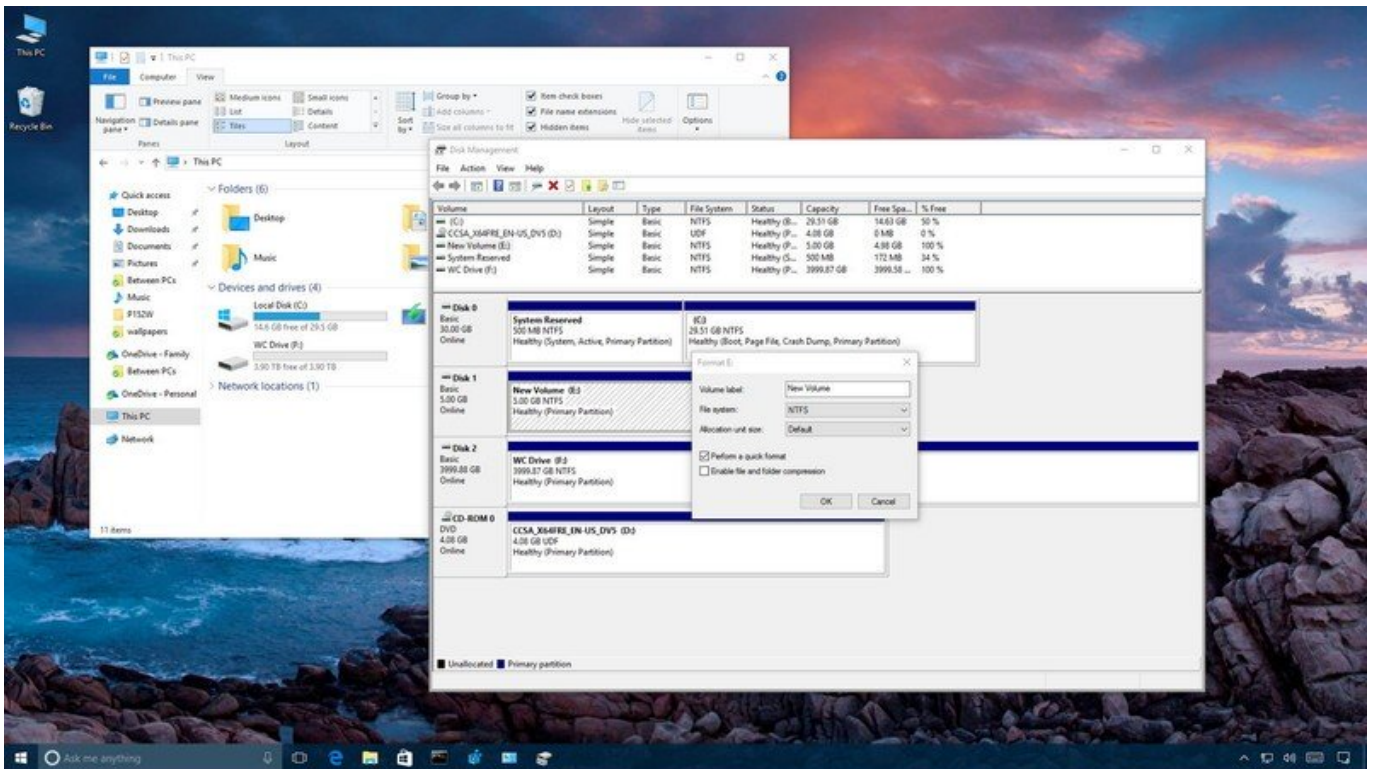 This PC
Recycle Bin
This PC
File Computer View
Navigation pane
Preview pane
Details pane
Panes
Medium icons Small icons
List Details
Tiles Content
Layout
Sort by
Group by
Add columns
Size all columns to fit
Item check boxes
File name extensions
Hidden items
Hide selected items
Options
This PC
Quick access
Desktop
Downloads
Documents
Pictures
Between PCs
Music
P152W
wallpapers
OneDrive - Family
Between PCs
OneDrive - Personal
This PC
Network
Folders (6)
Desktop
Music
Devices and drives (4)
Local Disk (C:)
14.6 GB free of 29.5 GB
WC Drive (F:)
3.90 TB free of 3.90 TB
Network locations (1)
11 items
Disk Management
File Action View Help
Volume Layout Type File System Status Capacity Free Spa... % Free
(C:) Simple Basic NTFS Healthy (B... 29.51 GB 14.63 GB 50 %
CCSA_X64FRE_EN-US_DV5 (D:) Simple Basic UDF Healthy (P... 4.08 GB 0 MB 0 %
New Volume (E:) Simple Basic NTFS Healthy (P... 5.00 GB 4.98 GB 100 %
System Reserved Simple Basic NTFS Healthy (S... 500 MB 172 MB 34 %
WC Drive (F:) Simple Basic NTFS Healthy (P... 3999.87 GB 3999.58 ... 100 %
Disk 0
Basic
30.00 GB
Online
System Reserved
500 MB NTFS
Healthy (System, Active, Primary Partition)
(C:)
29.51 GB NTFS
Healthy (Boot, Page File, Crash Dump, Primary Partition)
Disk 1
Basic
5.00 GB
Online
New Volume (E:)
5.00 GB NTFS
Healthy (Primary Partition)
Disk 2
Basic
3999.88 GB
Online
WC Drive (F:)
3999.87 GB NTFS
Healthy (Primary Partition)
CD-ROM 0
DVD
4.08 GB
Online
CCSA_X64FRE_EN-US_DV5 (D:)
4.08 GB UDF
Healthy (Primary Partition)
Format E:
Volume label: New Volume
File system: NTFS
Allocation unit size: Default
Perform a quick format
Enable file and folder compression
OK Cancel
Unallocated Primary partition
Ask me anything